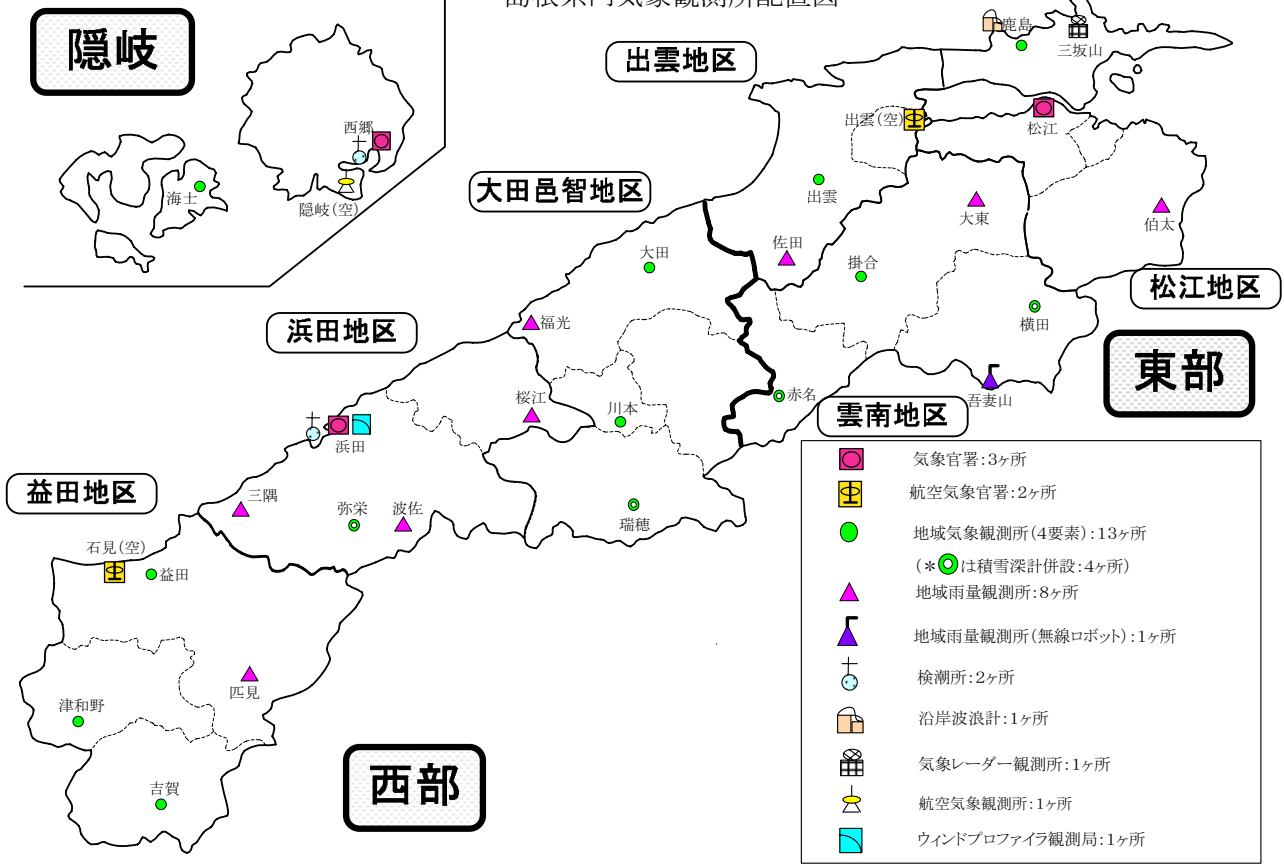 島根県内気象観測所配置図
隠岐
西郷
海士
隠岐(空)
出雲地区
鹿島
三坂山
出雲(空)
松江
大田邑智地区
出雲
大東
伯太
佐田
掛合
大田
松江地区
横田
福光
浜田地区
東部
吾妻山
赤名
桜江
川本
雲南地区
浜田
益田地区
三隅
弥栄
波佐
瑞穂
石見(空)
益田
匹見
津和野
吉賀
西部
気象官署:3ヶ所
航空気象官署:2ヶ所
地域気象観測所(4要素):13ヶ所
(*は積雪深計併設:4ヶ所)
地域雨量観測所:8ヶ所
地域雨量観測所(無線ロボット):1ヶ所
検潮所:2ヶ所
沿岸波浪計:1ヶ所
気象レーダー観測所:1ヶ所
航空気象観測所:1ヶ所
ウィンドプロファイラ観測局:1ヶ所